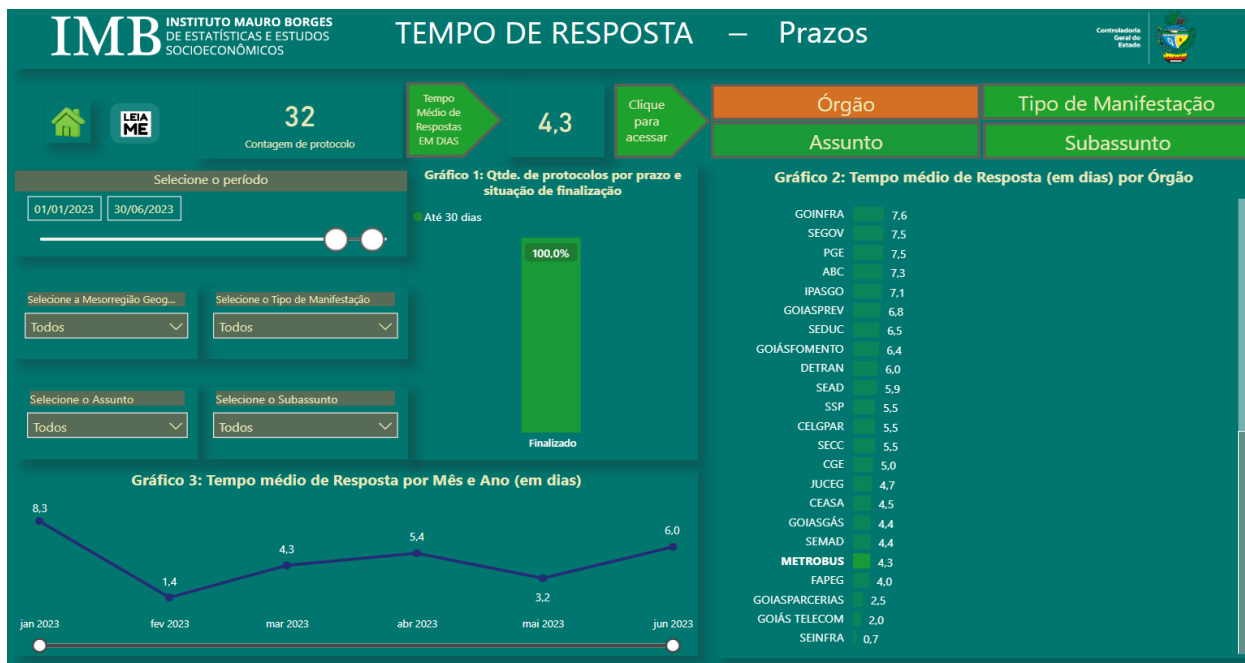 IMB
INSTITUTO MAURO BORGES
DE ESTATÍSTICAS E ESTUDOS
SOCIOECONÔMICOS
TEMPO DE RESPOSTA – Prazos
Controladoria
Geral do
Estado
LEIA
MÊ
32
Contagem de protocolo
Tempo
Médio de
Respostas
EM DIAS
4,3
Clique
para
acessar
Órgão
Tipo de Manifestação
Assunto
Subassunto
Selecione o período
01/01/2023 30/06/2023
Selecione a Mesorregião Geog...
Todos
Selecione o Tipo de Manifestação
Todos
Selecione o Assunto
Todos
Selecione o Subassunto
Todos
Gráfico 1: Qtde. de protocolos por prazo e
situação de finalização
Até 30 dias
100,0%
Finalizado
Gráfico 2: Tempo médio de Resposta (em dias) por Órgão
GOINFRA 7,6
SEGOV 7,5
PGE 7,5
ABC 7,3
IPASGO 7,1
GOIASPREV 6,8
SEDUC 6,5
GOIÁSFOMENTO 6,4
DETRAN 6,0
SEAD 5,9
SSP 5,5
CELGPAR 5,5
SECC 5,5
CGE 5,0
JUCEG 4,7
CEASA 4,5
GOIASGÁS 4,4
SEMAD 4,4
METROBUS 4,3
FAPEG 4,0
GOIASPARCERIAS 2,5
GOIÁS TELECOM 2,0
SEINFRA 0,7
Gráfico 3: Tempo médio de Resposta por Mês e Ano (em dias)
8,3
1,4
4,3
5,4
3,2
6,0
jan 2023 fev 2023 mar 2023 abr 2023 mai 2023 jun 2023